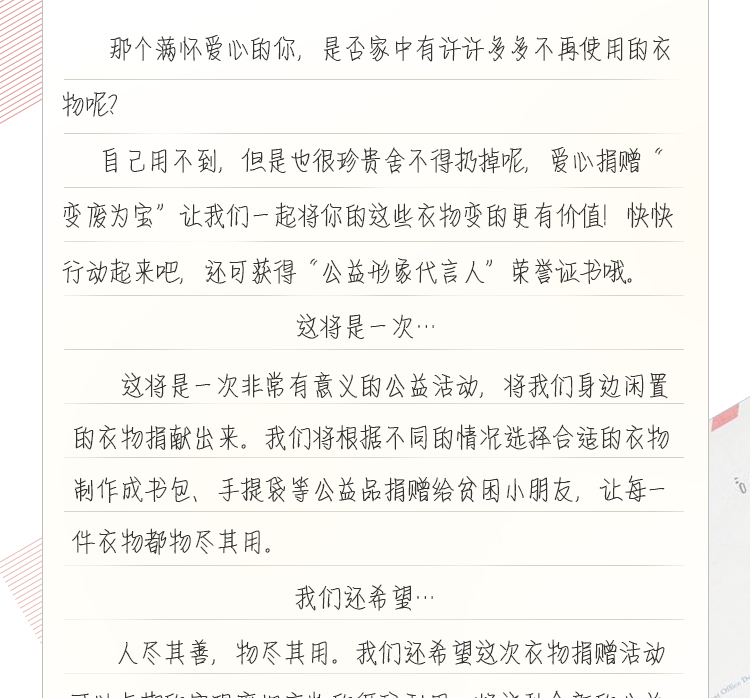 那个满怀爱心的你，是否家中有许许多多不再使用的衣
物呢？
自己用不到，但是也很珍贵舍不得扔掉呢，爱心捐赠“
变废为宝”让我们一起将你的这些衣物变的更有价值！快快
行动起来吧，还可获得“公益形象代言人”荣誉证书哦。
这将是一次…
这将是一次非常有意义的公益活动，将我们身边闲置
的衣物捐献出来。我们将根据不同的情况选择合适的衣物
制作成书包、手提袋等公益品捐赠给贫困小朋友，让每一
件衣物都物尽其用。
我们还希望…
人尽其善，物尽其用。我们还希望这次衣物捐赠活动